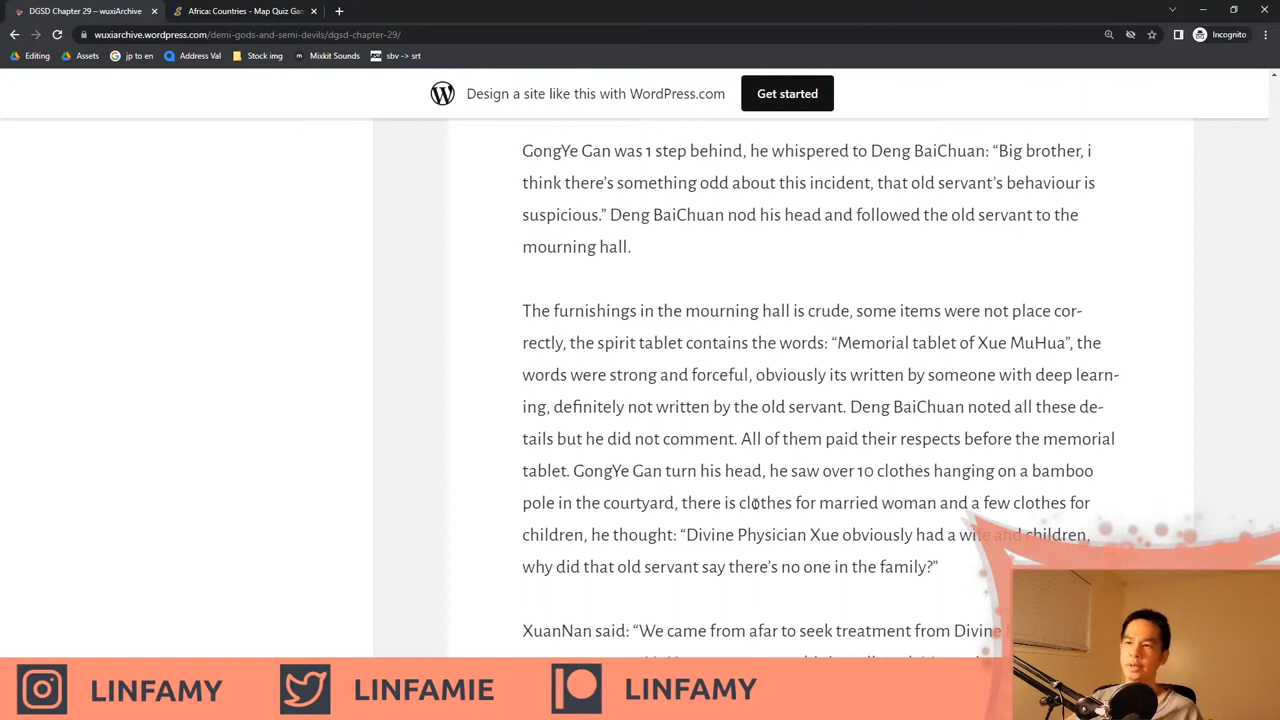 DGSD Chapter 29 – wuxiArchive
Africa: Countries - Map Quiz Gam
Incognito
wuxiarchive.wordpress.com/demi-gods-and-semi-devils/dgsd-chapter-29/
Editing
Assets
jp to en
Address Val
Stock img
Mixkit Sounds
sbv -> srt
Design a site like this with WordPress.com
Get started
GongYe Gan was 1 step behind, he whispered to Deng BaiChuan: “Big brother, i
think there’s something odd about this incident, that old servant’s behaviour is
suspicious.” Deng BaiChuan nod his head and followed the old servant to the
mourning hall.
The furnishings in the mourning hall is crude, some items were not place cor-
rectly, the spirit tablet contains the words: “Memorial tablet of Xue MuHua”, the
words were strong and forceful, obviously its written by someone with deep learn-
ing, definitely not written by the old servant. Deng BaiChuan noted all these de-
tails but he did not comment. All of them paid their respects before the memorial
tablet. GongYe Gan turn his head, he saw over 10 clothes hanging on a bamboo
pole in the courtyard, there is clothes for married woman and a few clothes for
children, he thought: “Divine Physician Xue obviously had a wife and children,
why did that old servant say there’s no one in the family?”
XuanNan said: “We came from afar to seek treatment from Divine
LINFAMY
LINFAMIE
LINFAMY